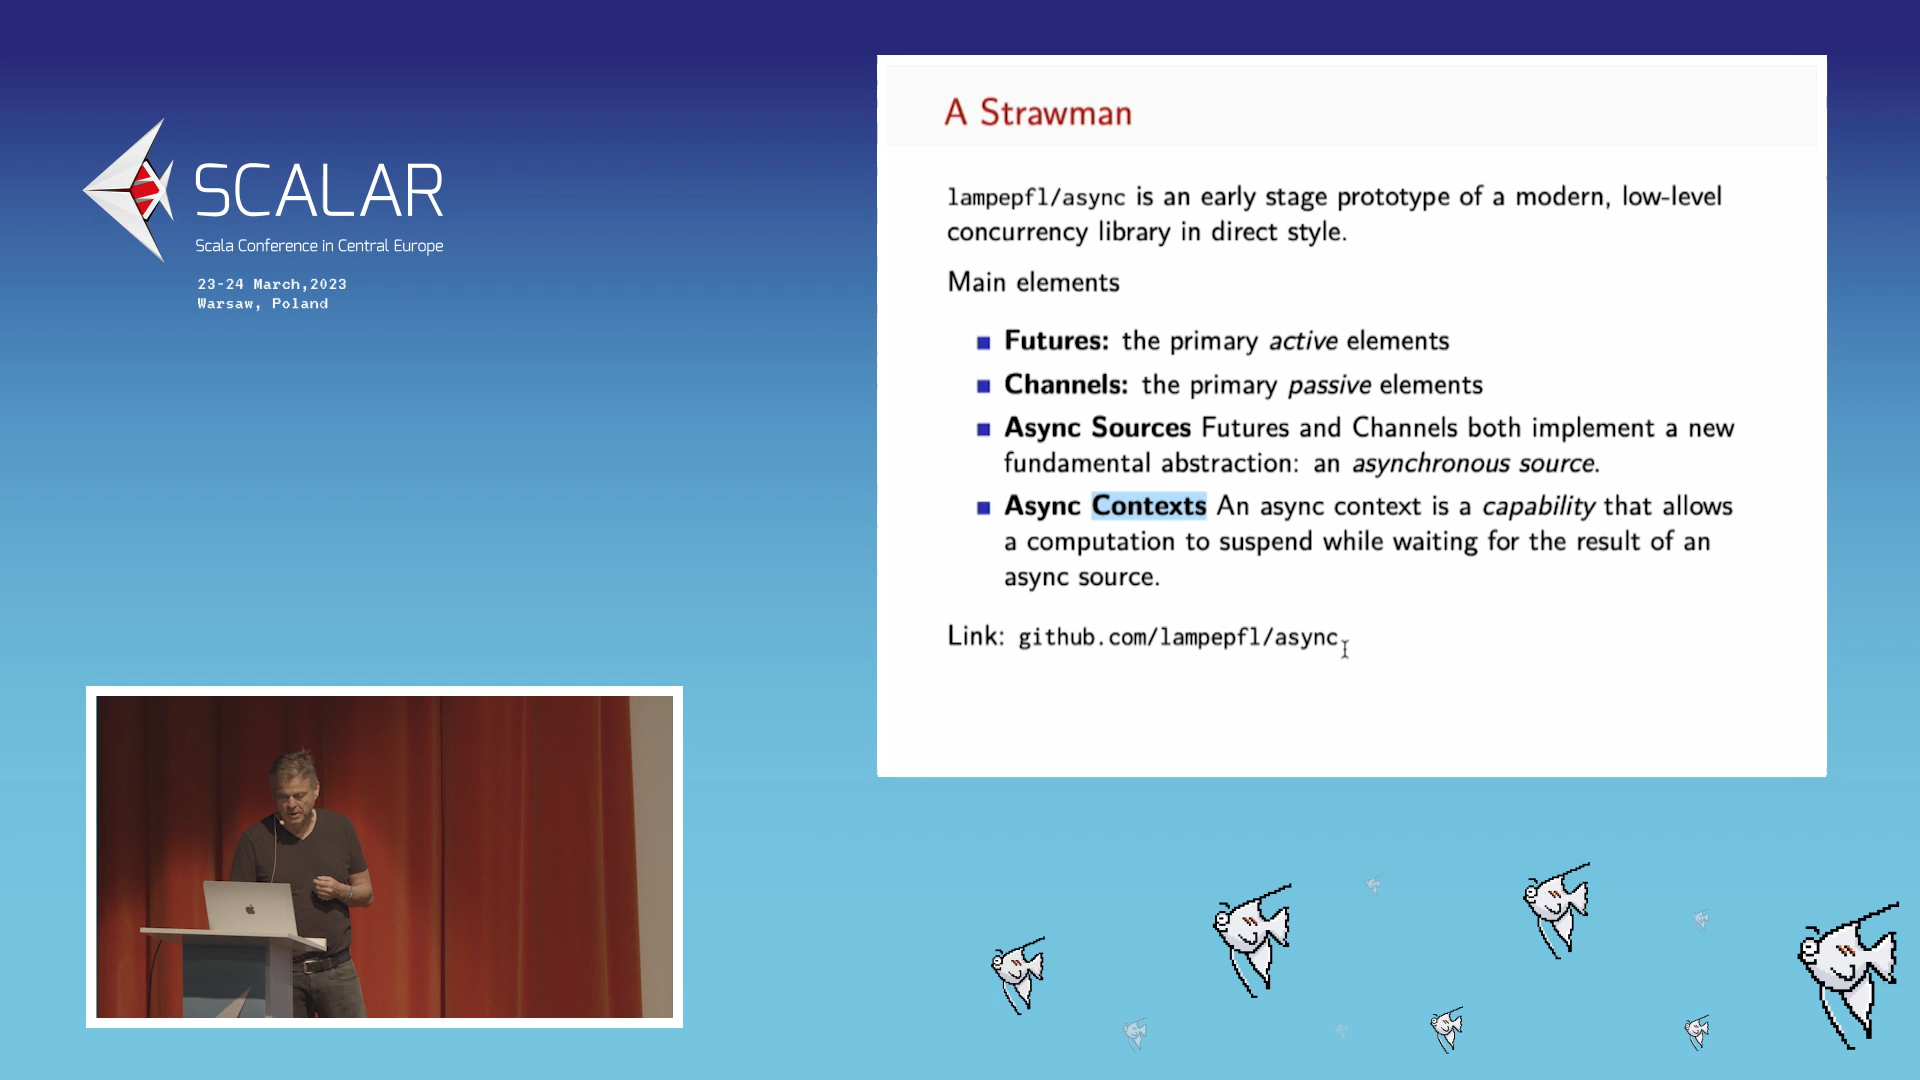 SCALAR
Scala Conference in Central Europe
23-24 March,2023
Warsaw, Poland
A Strawman
lampepfl/async is an early stage prototype of a modern, low-level
concurrency library in direct style.
Main elements
Futures: the primary active elements
Channels: the primary passive elements
Async Sources Futures and Channels both implement a new
fundamental abstraction: an asynchronous source.
Async Contexts An async context is a capability that allows
a computation to suspend while waiting for the result of an
async source.
Link: github.com/lampepfl/async